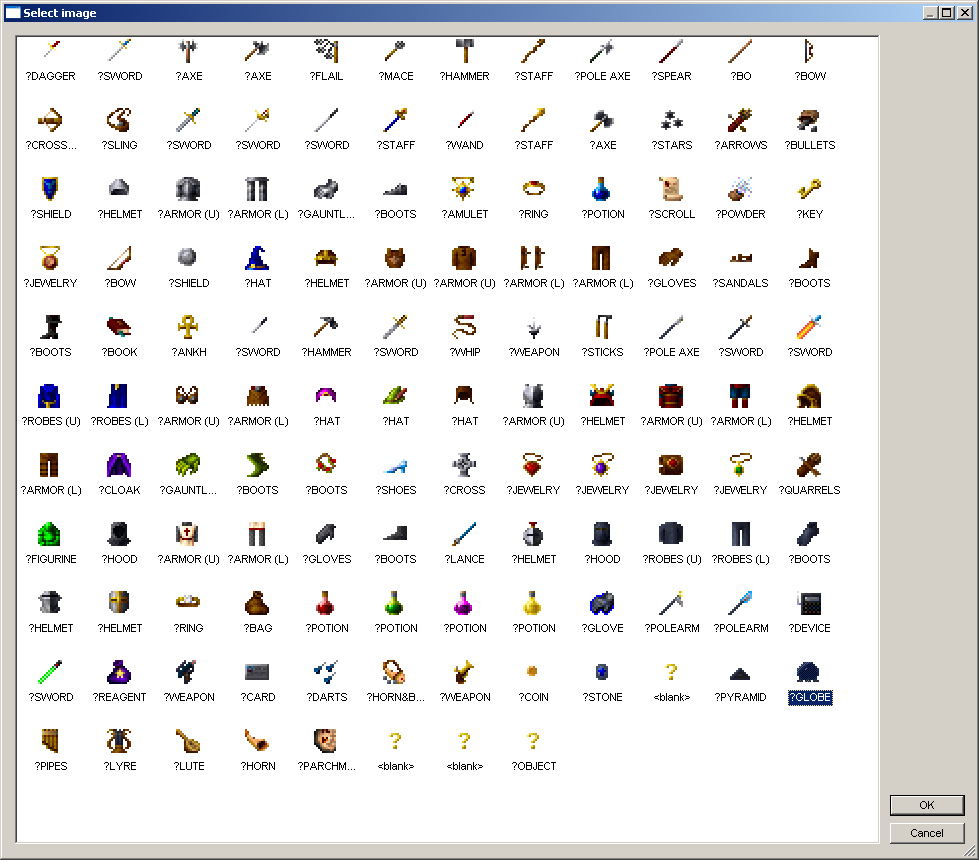 Select image
?DAGGER ?SWORD ?AXE ?AXE ?FLAIL ?MACE ?HAMMER ?STAFF ?POLE AXE ?SPEAR ?BO ?BOW
?CROSS... ?SLING ?SWORD ?SWORD ?SWORD ?STAFF ?WAND ?STAFF ?AXE ?STARS ?ARROWS ?BULLETS
?SHIELD ?HELMET ?ARMOR (U) ?ARMOR (L) ?GAUNTL... ?BOOTS ?AMULET ?RING ?POTION ?SCROLL ?POWDER ?KEY
?JEWELRY ?BOW ?SHIELD ?HAT ?HELMET ?ARMOR (U) ?ARMOR (U) ?ARMOR (L) ?ARMOR (L) ?GLOVES ?SANDALS ?BOOTS
?BOOTS ?BOOK ?ANKH ?SWORD ?HAMMER ?SWORD ?WHIP ?WEAPON ?STICKS ?POLE AXE ?SWORD ?SWORD
?ROBES (U) ?ROBES (L) ?ARMOR (U) ?ARMOR (L) ?HAT ?HAT ?HAT ?ARMOR (U) ?HELMET ?ARMOR (U) ?ARMOR (L) ?HELMET
?ARMOR (L) ?CLOAK ?GAUNTL... ?BOOTS ?BOOTS ?SHOES ?CROSS ?JEWELRY ?JEWELRY ?JEWELRY ?JEWELRY ?QUARRELS
?FIGURINE ?HOOD ?ARMOR (U) ?ARMOR (L) ?GLOVES ?BOOTS ?LANCE ?HELMET ?HOOD ?ROBES (U) ?ROBES (L) ?BOOTS
?HELMET ?HELMET ?RING ?BAG ?POTION ?POTION ?POTION ?POTION ?GLOVE ?POLEARM ?POLEARM ?DEVICE
?
?SWORD ?REAGENT ?WEAPON ?CARD ?DARTS ?HORN&B... ?WEAPON ?COIN ?STONE <blank> ?PYRAMID ?GLOBE
? ? ?
?PIPES ?LYRE ?LUTE ?HORN ?PARCHM... <blank> <blank> ?OBJECT
OK
Cancel